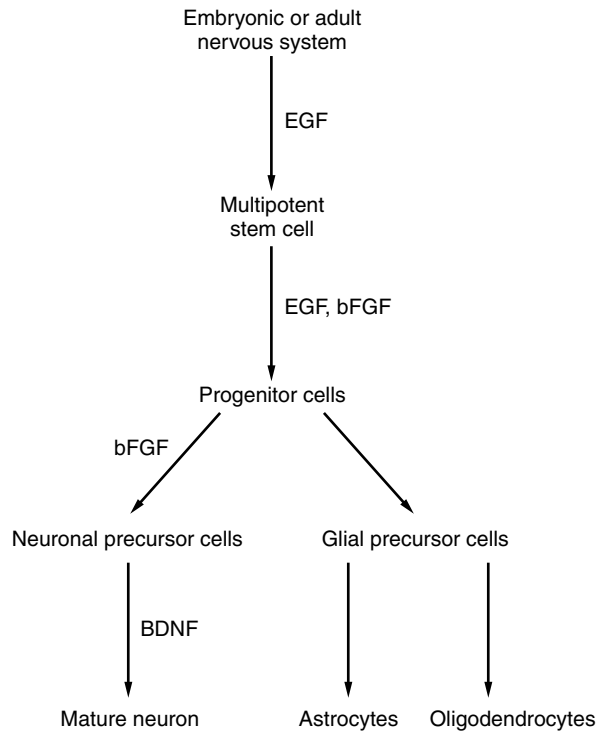 Embryonic or adult
nervous system
EGF
Multipotent
stem cell
EGF, bFGF
Progenitor cells
bFGF
Neuronal precursor cells
Glial precursor cells
BDNF
Mature neuron
Astrocytes
Oligodendrocytes